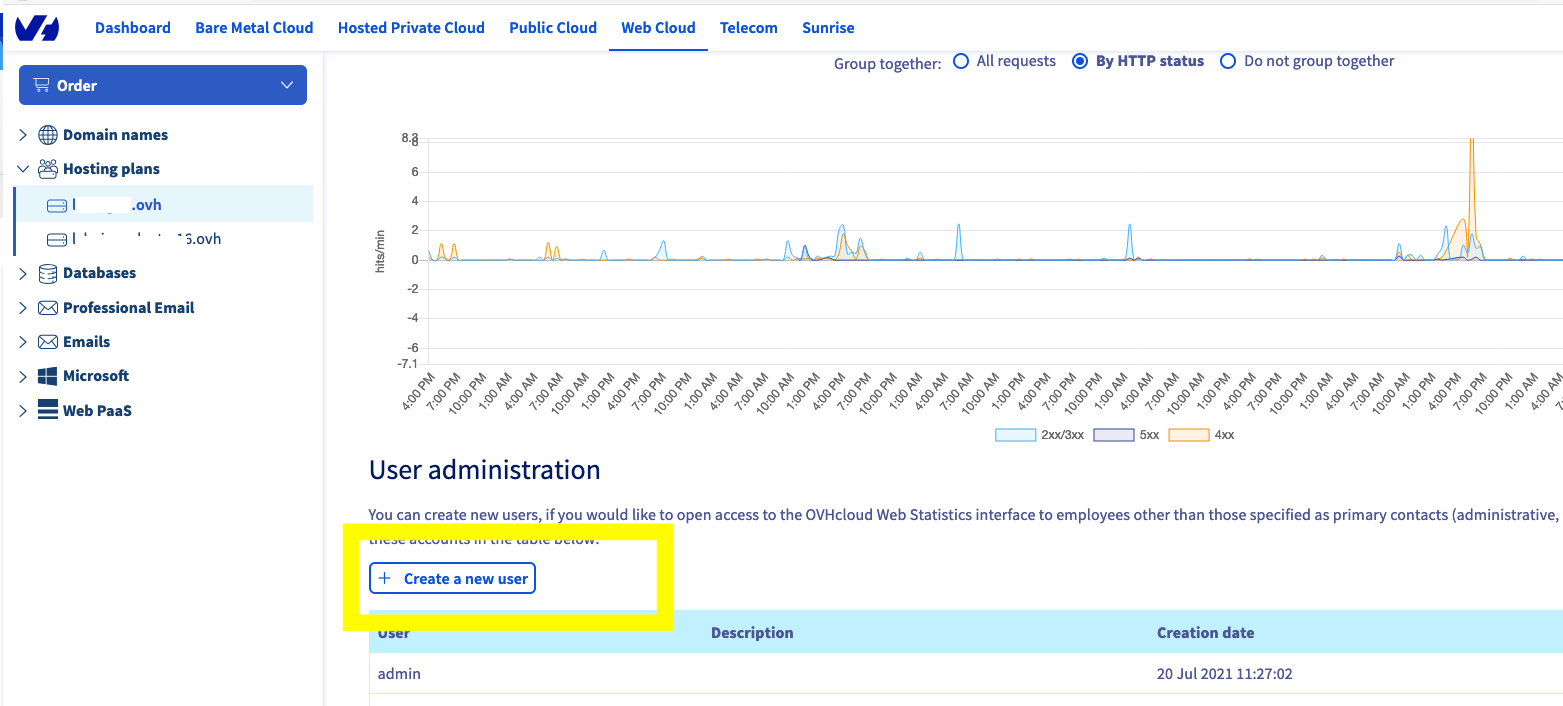 Dashboard Bare Metal Cloud Hosted Private Cloud Public Cloud Web Cloud Telecom Sunrise
Order
Domain names
Hosting plans
.ovh
16.ovh
Databases
Professional Email
Emails
Microsoft
Web PaaS
Group together: All requests By HTTP status Do not group together
8.3
8
6
4
2
0
-2
-4
-6
-7.1
hits/min
4:00 PM 7:00 PM 10:00 PM 1:00 AM 4:00 AM 7:00 AM 10:00 AM 1:00 PM 4:00 PM 7:00 PM 10:00 PM 1:00 AM 4:00 AM 7:00 AM 10:00 AM 1:00 PM 4:00 PM 7:00 PM 10:00 PM 1:00 AM 4:00 AM 7:00 AM 10:00 AM 1:00 PM 4:00 PM 7:00 PM 10:00 PM 1:00 AM 4:00 AM 7:00 AM 10:00 AM 1:00 PM 4:00 PM 7:00 PM 10:00 PM 1:00 AM 4:00 AM 7:00 AM 10:00 AM 1:00 PM 4:00 PM 7:00 PM 10:00 PM 1:00 AM 4:00 AM
2xx/3xx 5xx 4xx
User administration
You can create new users, if you would like to open access to the OVHcloud Web Statistics interface to employees other than those specified as primary contacts (administrative,
these accounts in the table below.
+ Create a new user
User Description Creation date
admin 20 Jul 2021 11:27:02